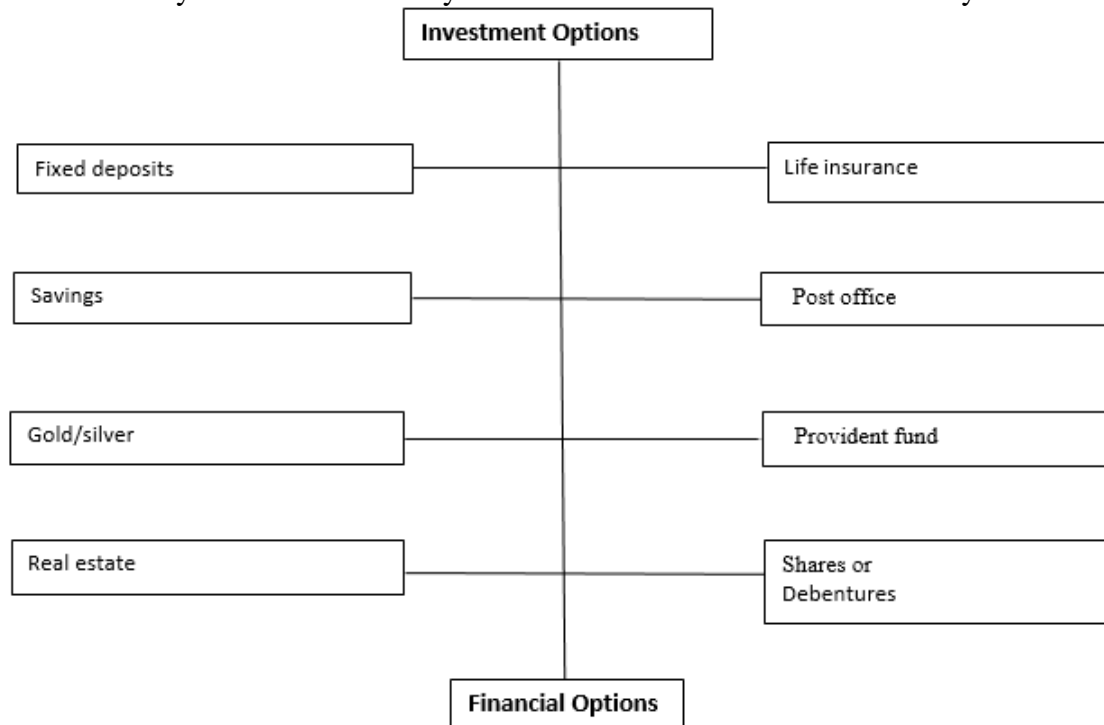 Investment Options
Fixed deposits
Life insurance
Savings
Post office
Gold/silver
Provident fund
Real estate
Shares or
Debentures
Financial Options